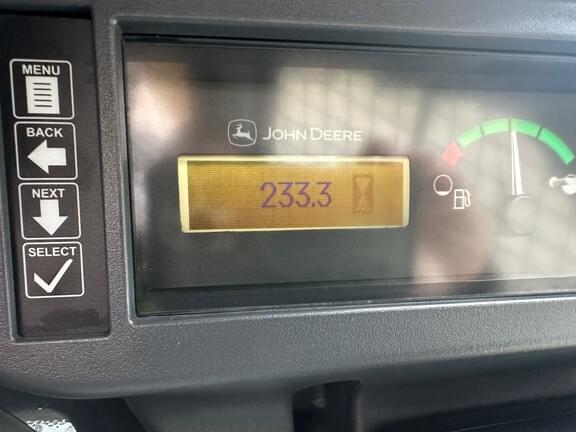 MENU
BACK
NEXT
SELECT
JOHN DEERE
233.3